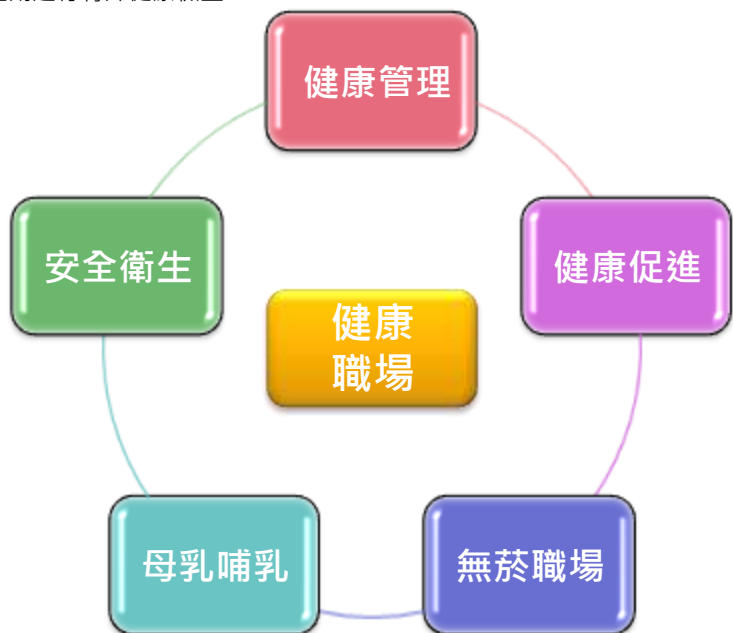 健康管理
健康促進
無菸職場
母乳哺乳
安全衛生
健康
職場